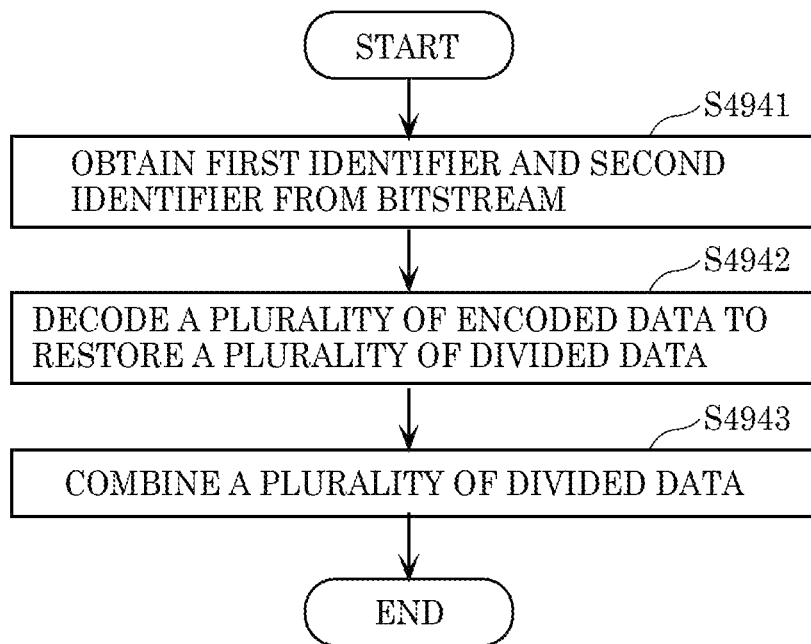 START
S4941
OBTAIN FIRST IDENTIFIER AND SECOND
IDENTIFIER FROM BITSTREAM
S4942
DECODE A PLURALITY OF ENCODED DATA TO
RESTORE A PLURALITY OF DIVIDED DATA
S4943
COMBINE A PLURALITY OF DIVIDED DATA
END